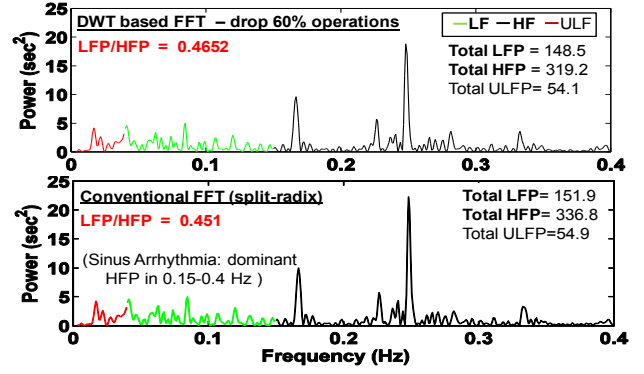 DWT based FFT – drop 60% operations
LF HF ULF
LFP/HFP = 0.4652
Total LFP = 148.5
Total HFP = 319.2
Total ULFP= 54.1
Power (sec2)
25
20
15
10
5
0
0 0.1 0.2 0.3 0.4
Conventional FFT (split-radix)
LFP/HFP = 0.451
Total LFP = 151.9
Total HFP= 336.8
Total ULFP=54.9
(Sinus Arrhythmia: dominant
HFP in 0.15-0.4 Hz )
Power (sec2)
25
20
15
10
5
0
0 0.1 0.2 0.3 0.4
Frequency (Hz)